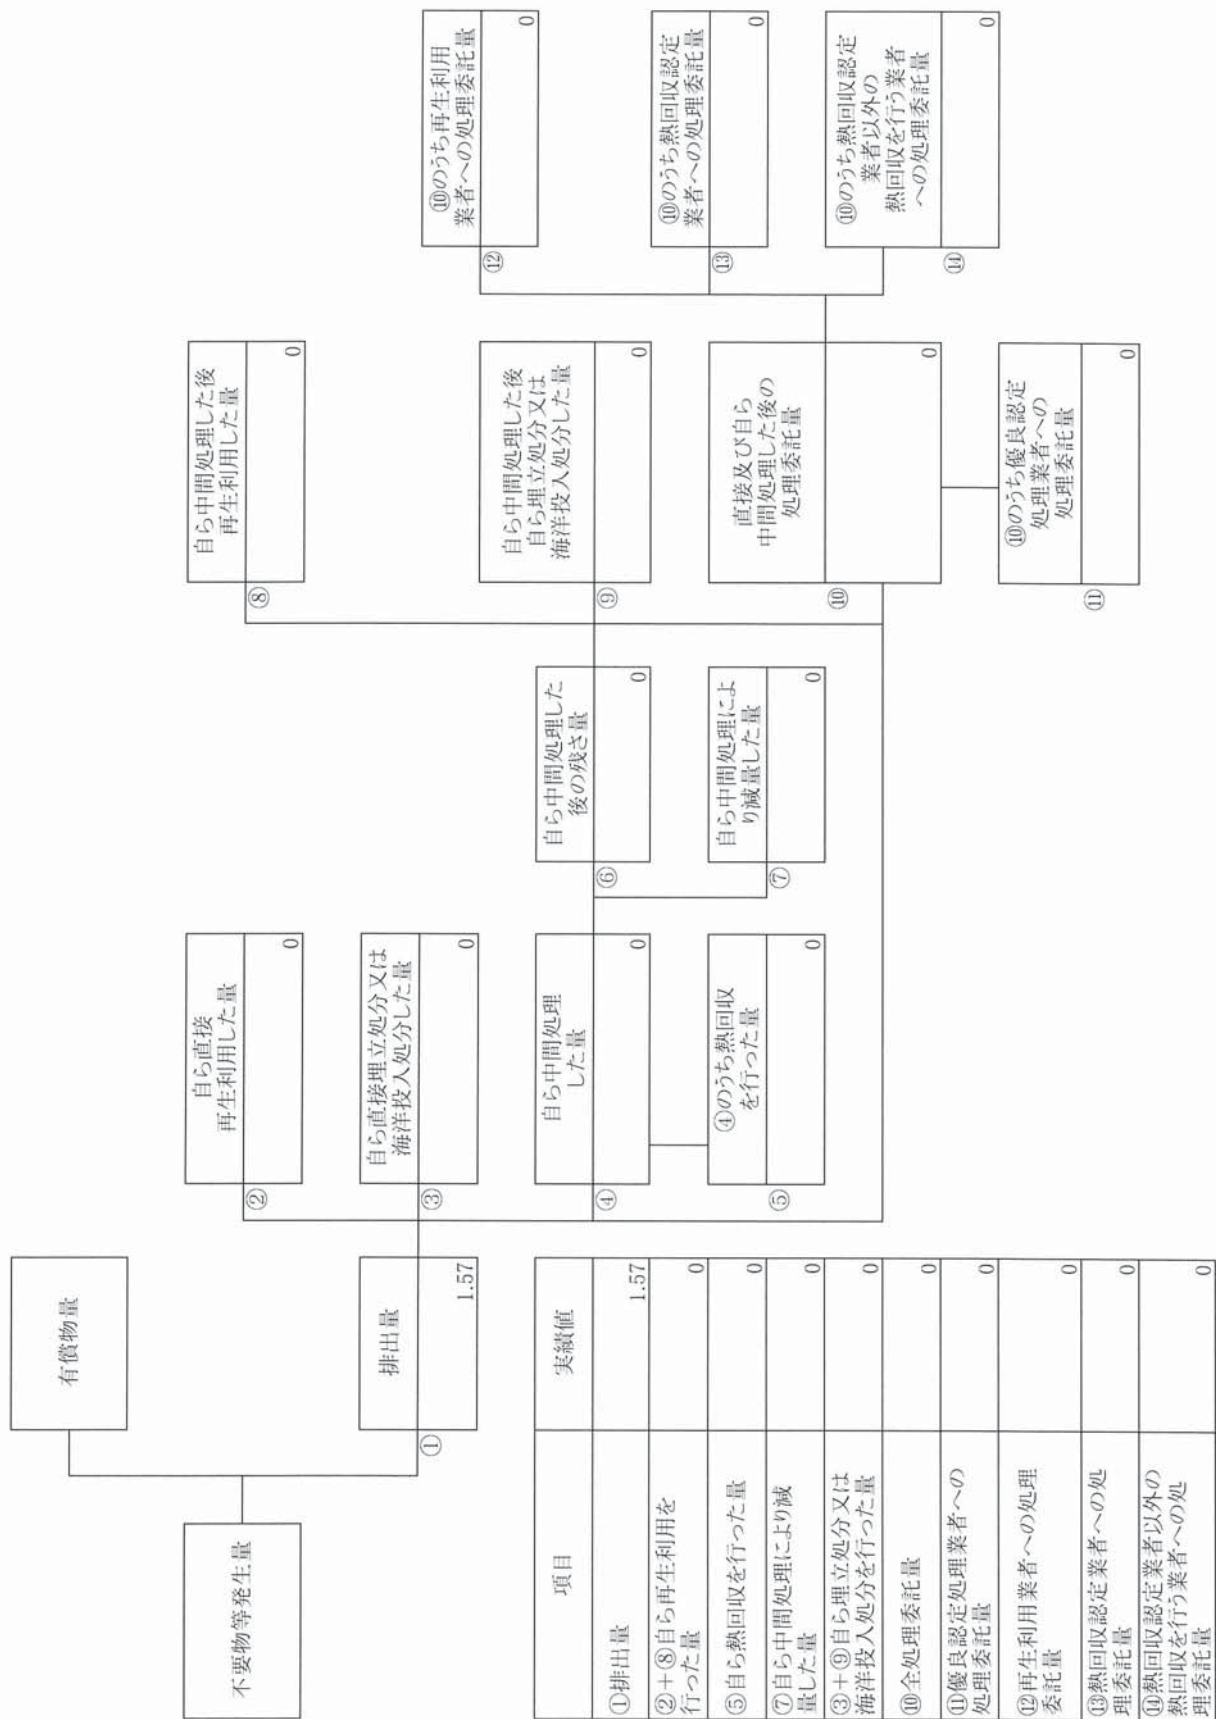 不要物等発生量
有償物量
①
排出量
1.57
②
自ら直接
再生利用した量
0
③
自ら直接埋立処分又は
海洋投入処分した量
0
④
自ら中間処理
した量
0
⑤
④のうち熱回収
を行った量
0
⑥
自ら中間処理した
後の残さ量
0
⑦
自ら中間処理によ
り減量した量
0
⑧
自ら中間処理した後
再生利用した量
0
⑨
自ら中間処理した後
自ら埋立処分又は
海洋投入処分した量
0
⑩
直接及び自ら
中間処理した後の
処理委託量
0
⑪
⑩のうち優良認定
処理業者への
処理委託量
0
⑫
⑩のうち再生利用
業者への処理委託量
0
⑬
⑩のうち熱回収認定
業者への処理委託量
0
⑭
⑩のうち熱回収認定
業者以外の
熱回収を行う業者
への処理委託量
0
項目 実績値
①排出量 1.57
②+⑧自ら再生利用を
行った量 0
⑤自ら熱回収を行った量 0
⑦自ら中間処理により減
量した量 0
③+⑨自ら埋立処分又は
海洋投入処分を行った量 0
⑩全処理委託量 0
⑪優良認定処理業者への
処理委託量 0
⑫再生利用業者への処理
委託量 0
⑬熱回収認定業者への処
理委託量 0
⑭熱回収認定業者以外の
熱回収を行う業者への処
理委託量 0